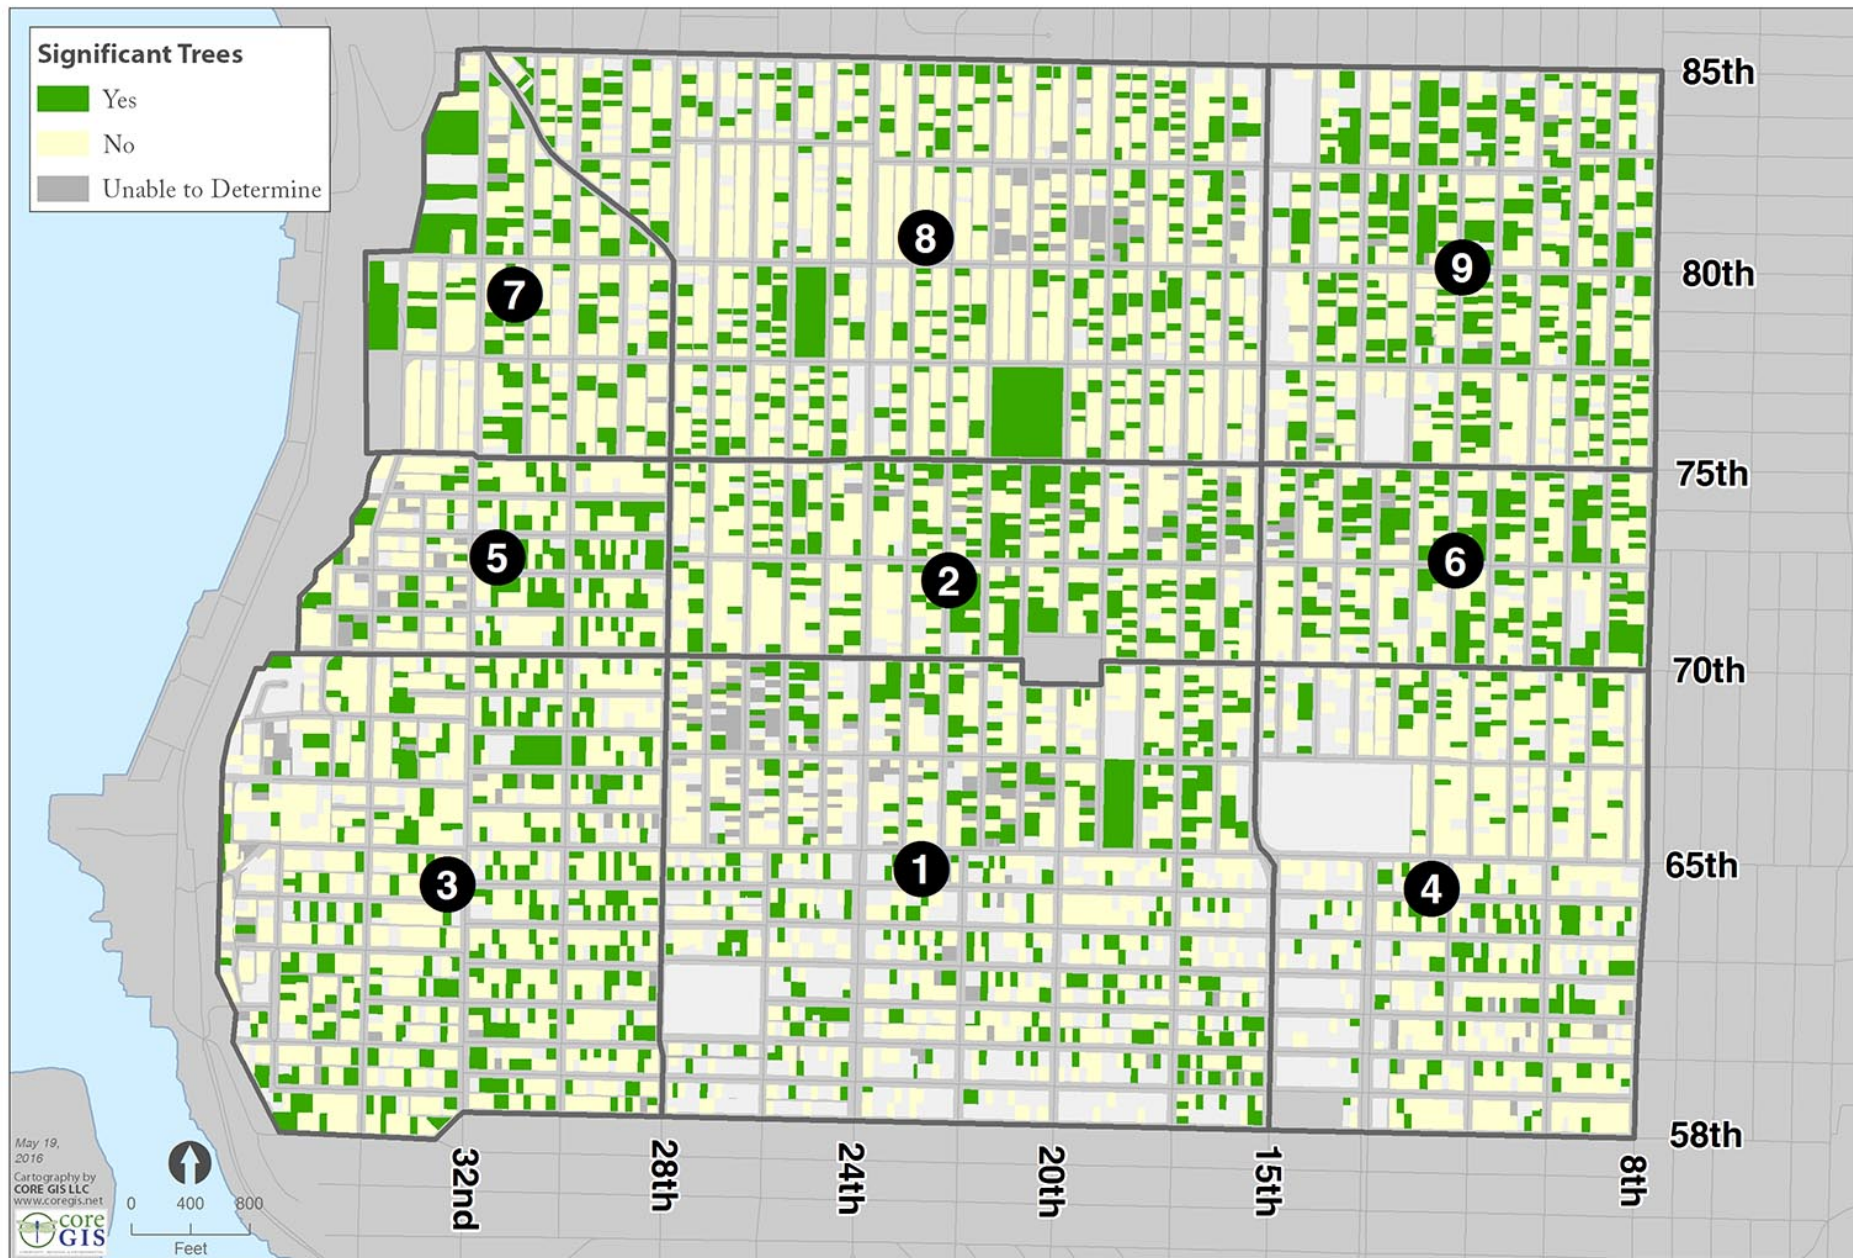 Significant Trees
Yes
No
Unable to Determine
85th
80th
75th
70th
65th
58th
8
9
7
5
2
6
3
1
4
32nd
28th
24th
20th
15th
8th
May 19,
2016
Cartography by
CORE GIS LLC
www.coregis.net
0 400 800
Feet
core
GIS